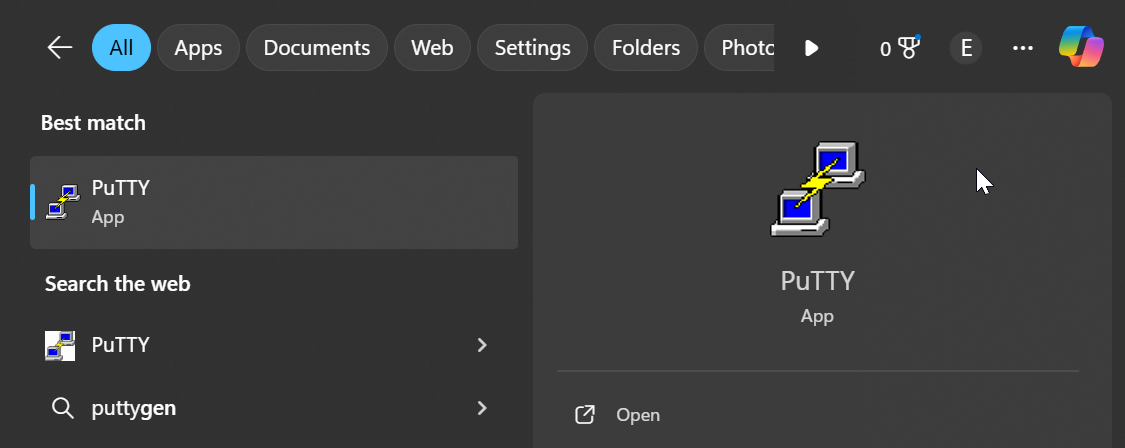 All Apps Documents Web Settings Folders Photo 0 E
Best match
PuTTY
App
Search the web
PuTTY
puttygen
PuTTY
App
Open